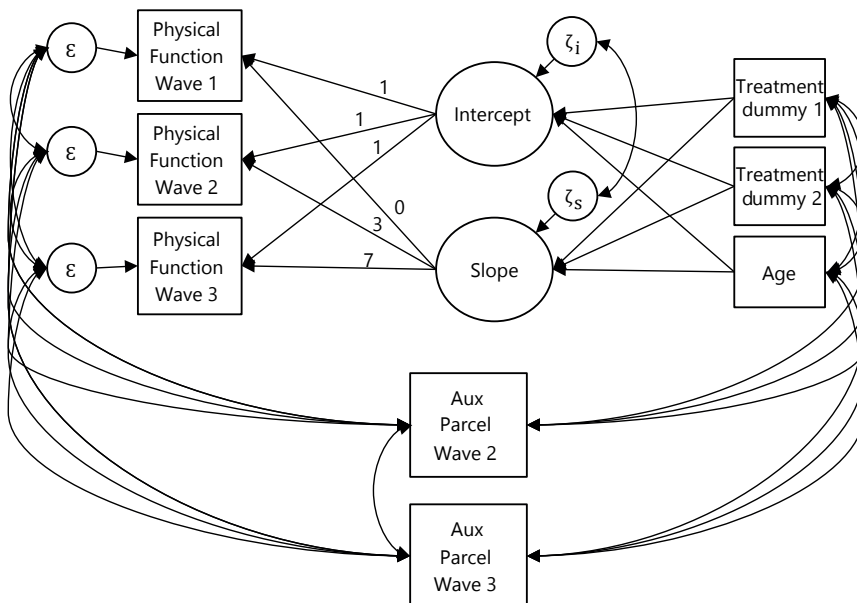 ε
Physical
Function
Wave 1
ε
Physical
Function
Wave 2
ε
Physical
Function
Wave 3
1
1
1
0
3
7
Intercept
ζi
Slope
ζs
Treatment
dummy 1
Treatment
dummy 2
Age
Aux
Parcel
Wave 2
Aux
Parcel
Wave 3